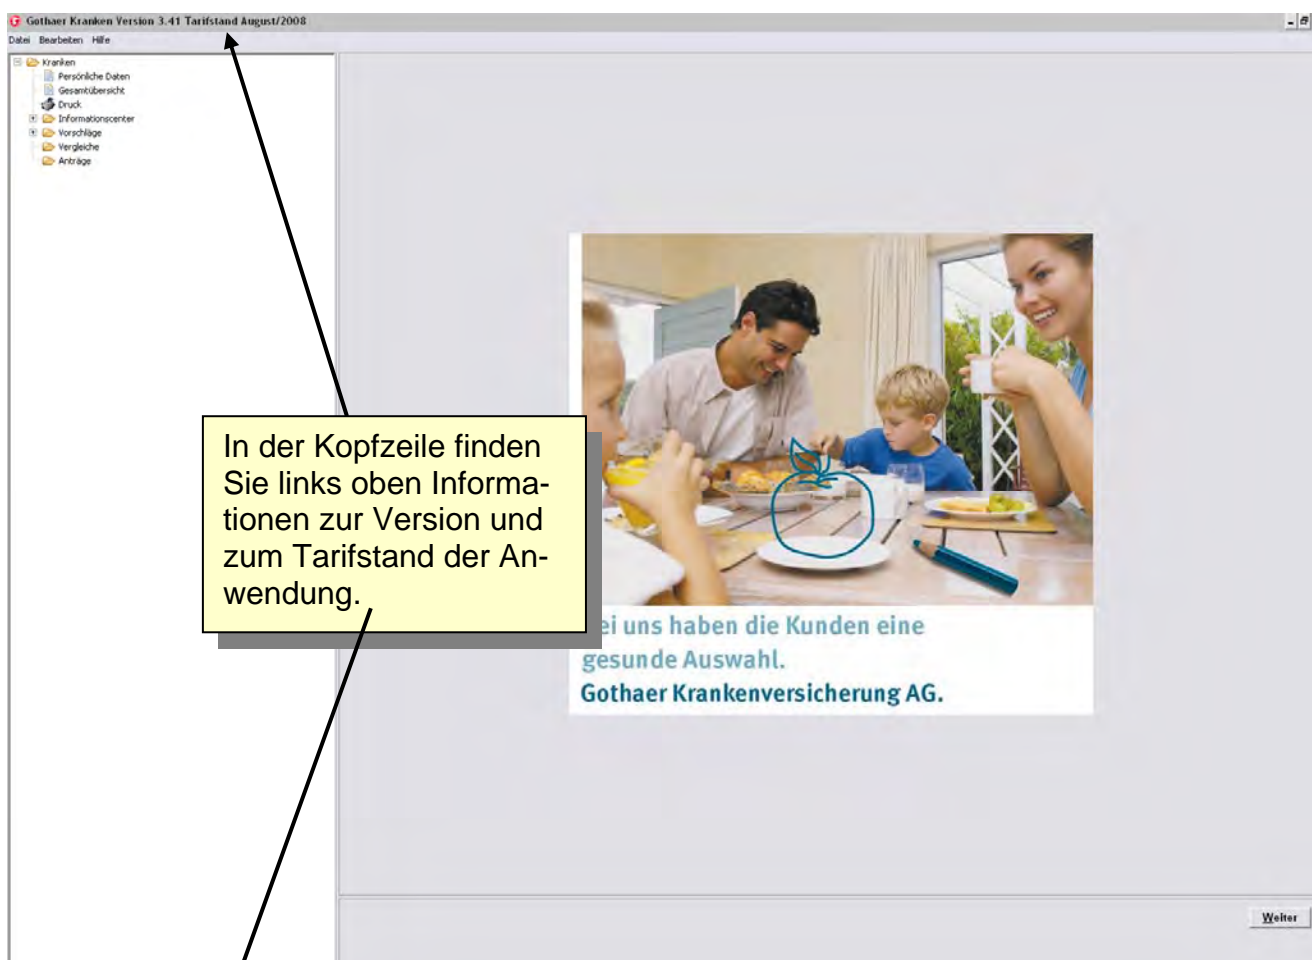 Gothaer Kranken Version 3.41 Tarifstand August/2008
Datei Bearbeiten Hilfe
Kranken
Persönliche Daten
Gesamtübersicht
Druck
Informationscenter
Vorschläge
Vergleiche
Anträge
In der Kopfzeile finden
Sie links oben Informa-
tionen zur Version und
zum Tarifstand der An-
wendung.
ei uns haben die Kunden eine
gesunde Auswahl.
Gothaer Krankenversicherung AG.
Weiter